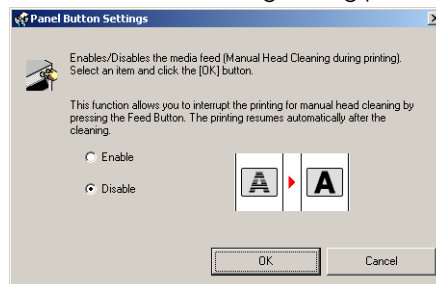 Panel Button Settings
Enables/Disables the media feed (Manual Head Cleaning during printing).
Select an item and click the [OK] button.
This function allows you to interrupt the printing for manual head cleaning by
pressing the Feed Button. The printing resumes automatically after the
cleaning.
Enable
Disable
A A
OK Cancel